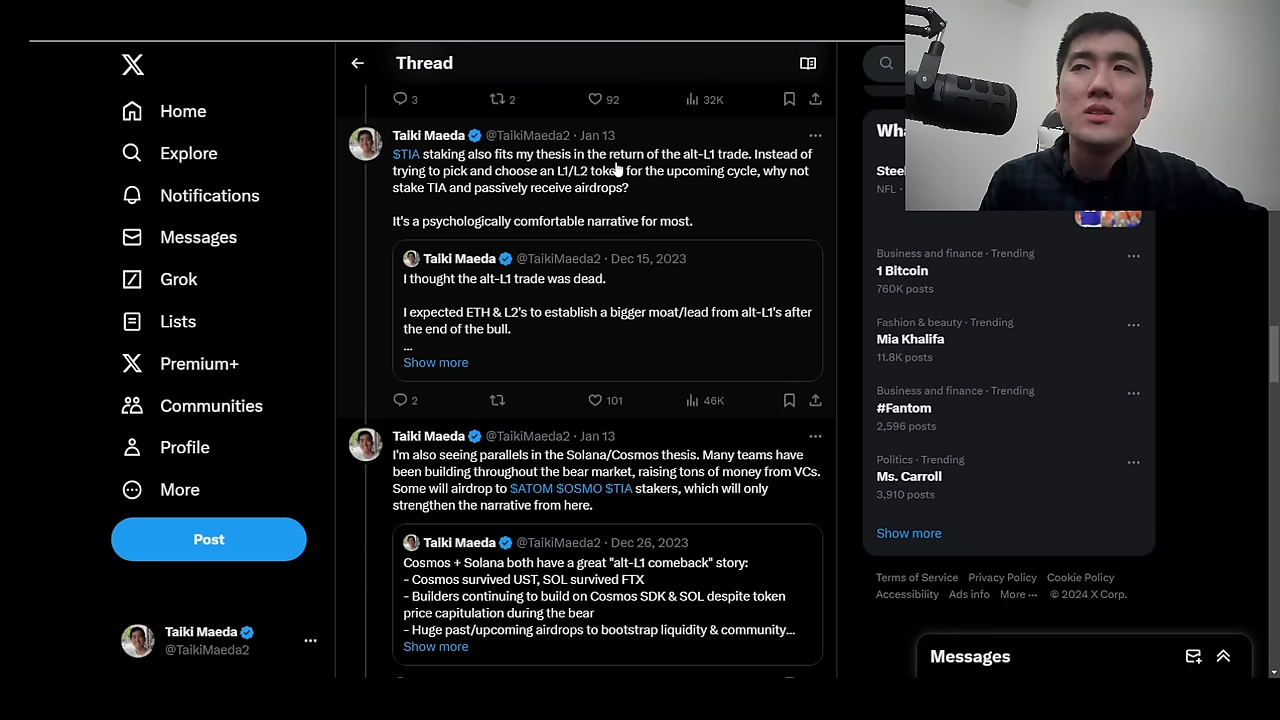 Home
Explore
Notifications
Messages
Grok
Lists
Premium+
Communities
Profile
More
Post
Taiki Maeda
@TaikiMaeda2
Thread
3 2 92 32K
Taiki Maeda @TaikiMaeda2 · Jan 13
$TIA staking also fits my thesis in the return of the alt-L1 trade. Instead of
trying to pick and choose an L1/L2 token for the upcoming cycle, why not
stake TIA and passively receive airdrops?
It's a psychologically comfortable narrative for most.
Taiki Maeda @TaikiMaeda2 · Dec 15, 2023
I thought the alt-L1 trade was dead.
I expected ETH & L2's to establish a bigger moat/lead from alt-L1's after
the end of the bull.
...
Show more
2 101 46K
Taiki Maeda @TaikiMaeda2 · Jan 13
I'm also seeing parallels in the Solana/Cosmos thesis. Many teams have
been building throughout the bear market, raising tons of money from VCs.
Some will airdrop to $ATOM $OSMO $TIA stakers, which will only
strengthen the narrative from here.
Taiki Maeda @TaikiMaeda2 · Dec 26, 2023
Cosmos + Solana both have a great "alt-L1 comeback" story:
- Cosmos survived UST, SOL survived FTX
- Builders continuing to build on Cosmos SDK & SOL despite token
price capitulation during the bear
- Huge past/upcoming airdrops to bootstrap liquidity & community...
Show more
NFL ·
Business and finance · Trending
1 Bitcoin
760K posts
Fashion & beauty · Trending
Mia Khalifa
11.8K posts
Business and finance · Trending
#Fantom
2,596 posts
Politics · Trending
Ms. Carroll
3,910 posts
Show more
Terms of Service Privacy Policy Cookie Policy
Accessibility Ads info More ··· © 2024 X Corp.
Messages